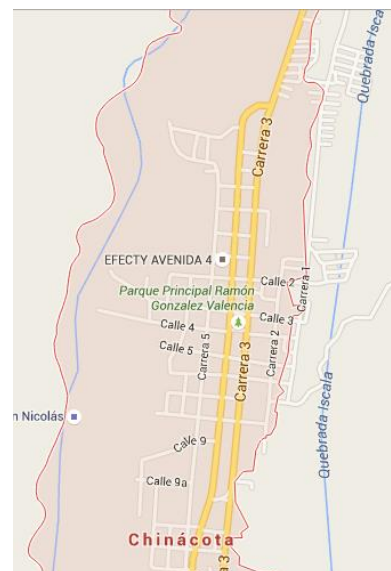 Quebrada Iscala
Carrera 3
EFECTY AVENIDA 4
Calle 2
Carrera 1
Parque Principal Ramón
Gonzalez Valencia
Calle 3
Calle 4
Carrera 2
Calle 5
Carrera 5
Carrera 3
n Nicolás
Quebrada Iscala
Calle 9
Calle 9a
Chinácota